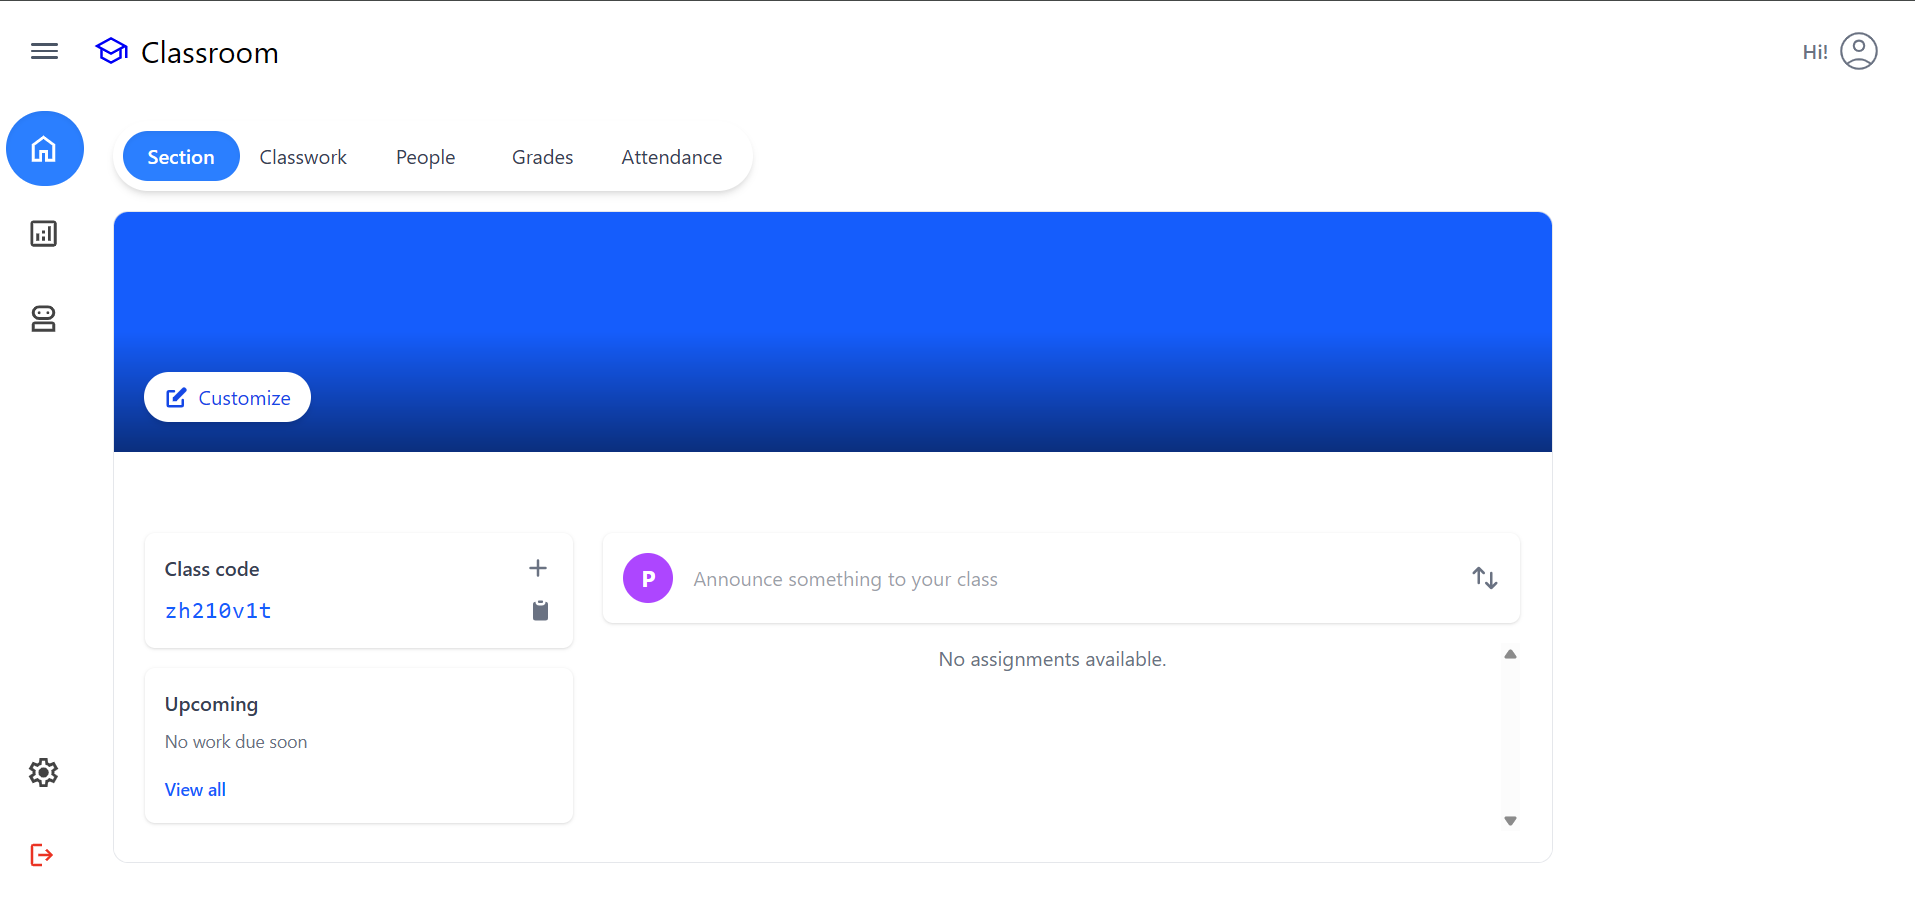 Classroom
Hi!
Section Classwork People Grades Attendance
Customize
Class code
zh210v1t
P Announce something to your class
No assignments available.
Upcoming
No work due soon
View all